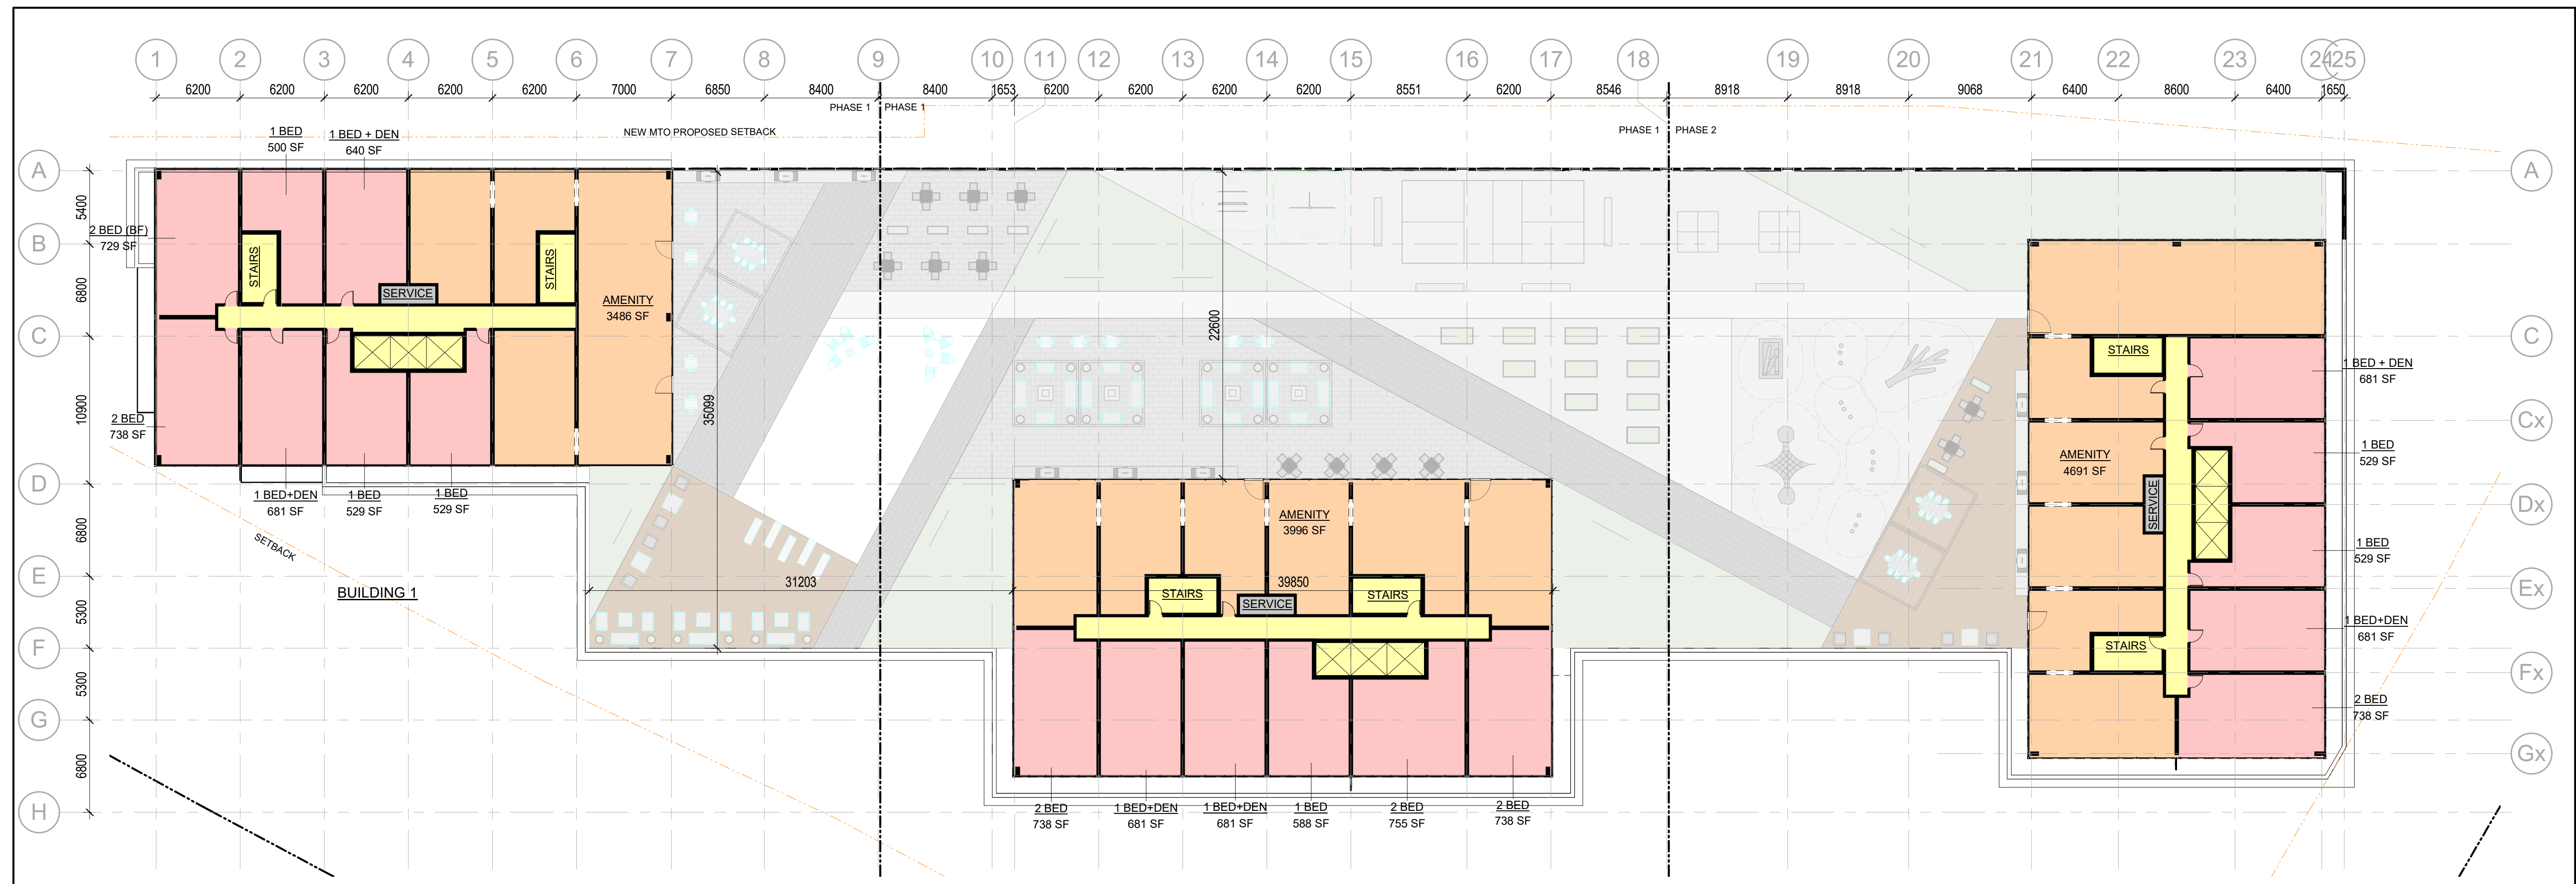 1 2 3 4 5 6 7 8 9 10 11 12 13 14 15 16 17 18 19 20 21 22 23 24 25
6200 6200 6200 6200 6200 7000 6850 8400 8400 1653 6200 6200 6200 6200 8551 6200 8546 8918 8918 9068 6400 8600 6400 1650
PHASE 1 PHASE 1
PHASE 1 PHASE 2
NEW MTO PROPOSED SETBACK
1 BED
500 SF
1 BED + DEN
640 SF
A
A
5400
2 BED (BF)
729 SF
B
B
STAIRS
STAIRS
6800
SERVICE
AMENITY
3486 SF
C
C
22600
35099
10900
2 BED
738 SF
1 BED+DEN
681 SF
1 BED
529 SF
1 BED
529 SF
D
D
6800
SETBACK
E
E
BUILDING 1
31203
39850
5300
F
F
5300
G
6800
H
AMENITY
3996 SF
STAIRS
SERVICE
STAIRS
2 BED
738 SF
1 BED+DEN
681 SF
1 BED+DEN
681 SF
1 BED
588 SF
2 BED
755 SF
2 BED
738 SF
STAIRS
AMENITY
4691 SF
SERVICE
STAIRS
1 BED + DEN
681 SF
Cx
1 BED
529 SF
Dx
1 BED
529 SF
Ex
1 BED+DEN
681 SF
Fx
2 BED
738 SF
G
Gx
H